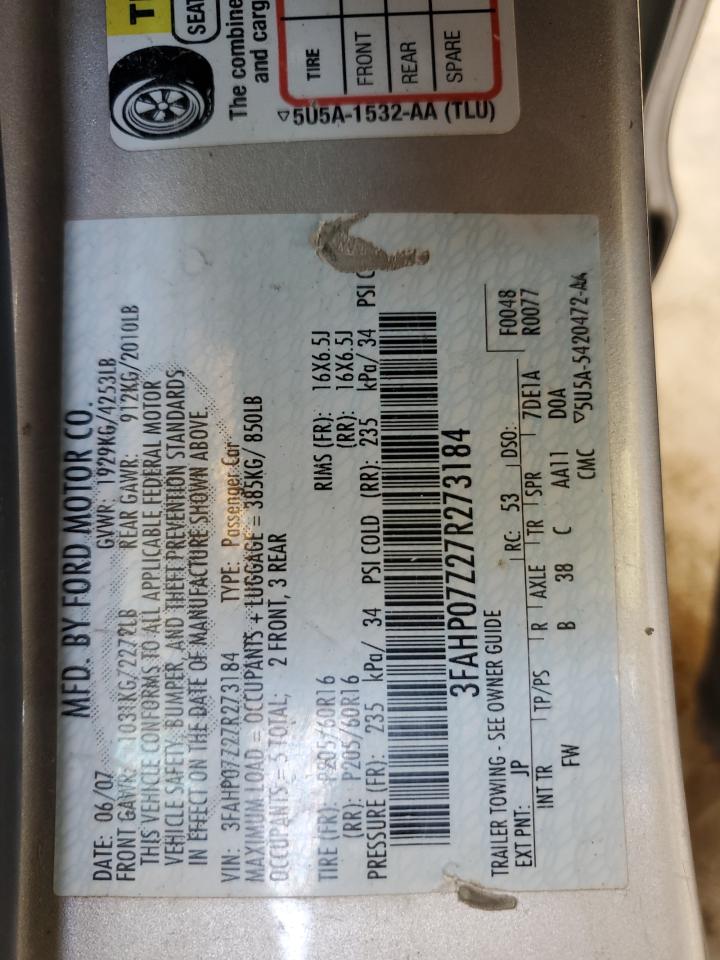 T
SEAT
The combine
and carg
TIRE
FRONT
REAR
SPARE
▽5U5A-1532-AA (TLU)
MFD. BY FORD MOTOR CO.
DATE: 06/07 GVWR: 1929KG/4253LB
FRONT GAWR: 1031KG/2272LB REAR GAWR: 912KG/2010LB
THIS VEHICLE CONFORMS TO ALL APPLICABLE FEDERAL MOTOR
VEHICLE SAFETY, BUMPER, AND THEFT PREVENTION STANDARDS
IN EFFECT ON THE DATE OF MANUFACTURE SHOWN ABOVE.
VIN: 3FAHP07Z27R273184 TYPE: Passenger Car
MAXIMUM LOAD = OCCUPANTS + LUGGAGE = 385KG/ 850LB
OCCUPANTS = 5 TOTAL; 2 FRONT, 3 REAR
TIRE (FR): P205/60R16 RIMS (FR): 16X6.5J
(RR): P205/60R16 (RR): 16X6.5J
PRESSURE (FR): 235 kPa/ 34 PSI COLD (RR): 235 kPa/ 34 PSI C
3FAHP07Z27R273184
TRAILER TOWING - SEE OWNER GUIDE
EXT PNT: JP RC: 53 DSO: F0048
INT TR TP/PS R AXLE TR SPR 7DE1A R0077
FW B 38 C AA11 D0A
CMC ▽5U5A-5420472-AA